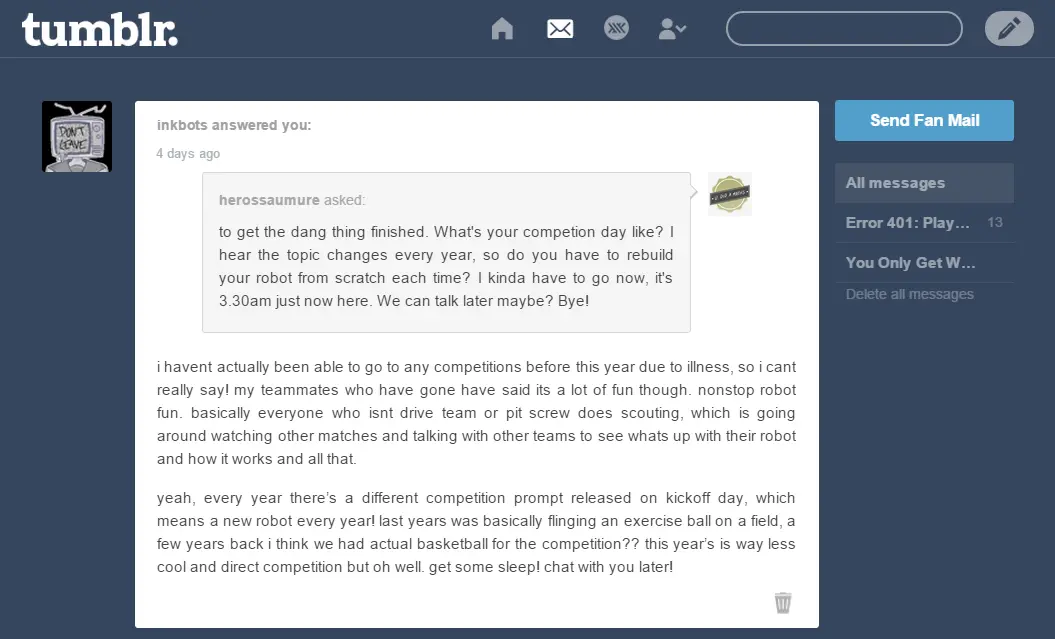 tumblr.
DON'T
LEAVE
inkbots answered you:
4 days ago
herossaumure asked:
to get the dang thing finished. What's your competion day like? I
hear the topic changes every year, so do you have to rebuild
your robot from scratch each time? I kinda have to go now, it's
3.30am just now here. We can talk later maybe? Bye!
i havent actually been able to go to any competitions before this year due to illness, so i cant
really say! my teammates who have gone have said its a lot of fun though. nonstop robot
fun. basically everyone who isnt drive team or pit screw does scouting, which is going
around watching other matches and talking with other teams to see whats up with their robot
and how it works and all that.
yeah, every year there’s a different competition prompt released on kickoff day, which
means a new robot every year! last years was basically flinging an exercise ball on a field, a
few years back i think we had actual basketball for the competition?? this year’s is way less
cool and direct competition but oh well. get some sleep! chat with you later!
Send Fan Mail
All messages
Error 401: Play... 13
You Only Get W...
Delete all messages